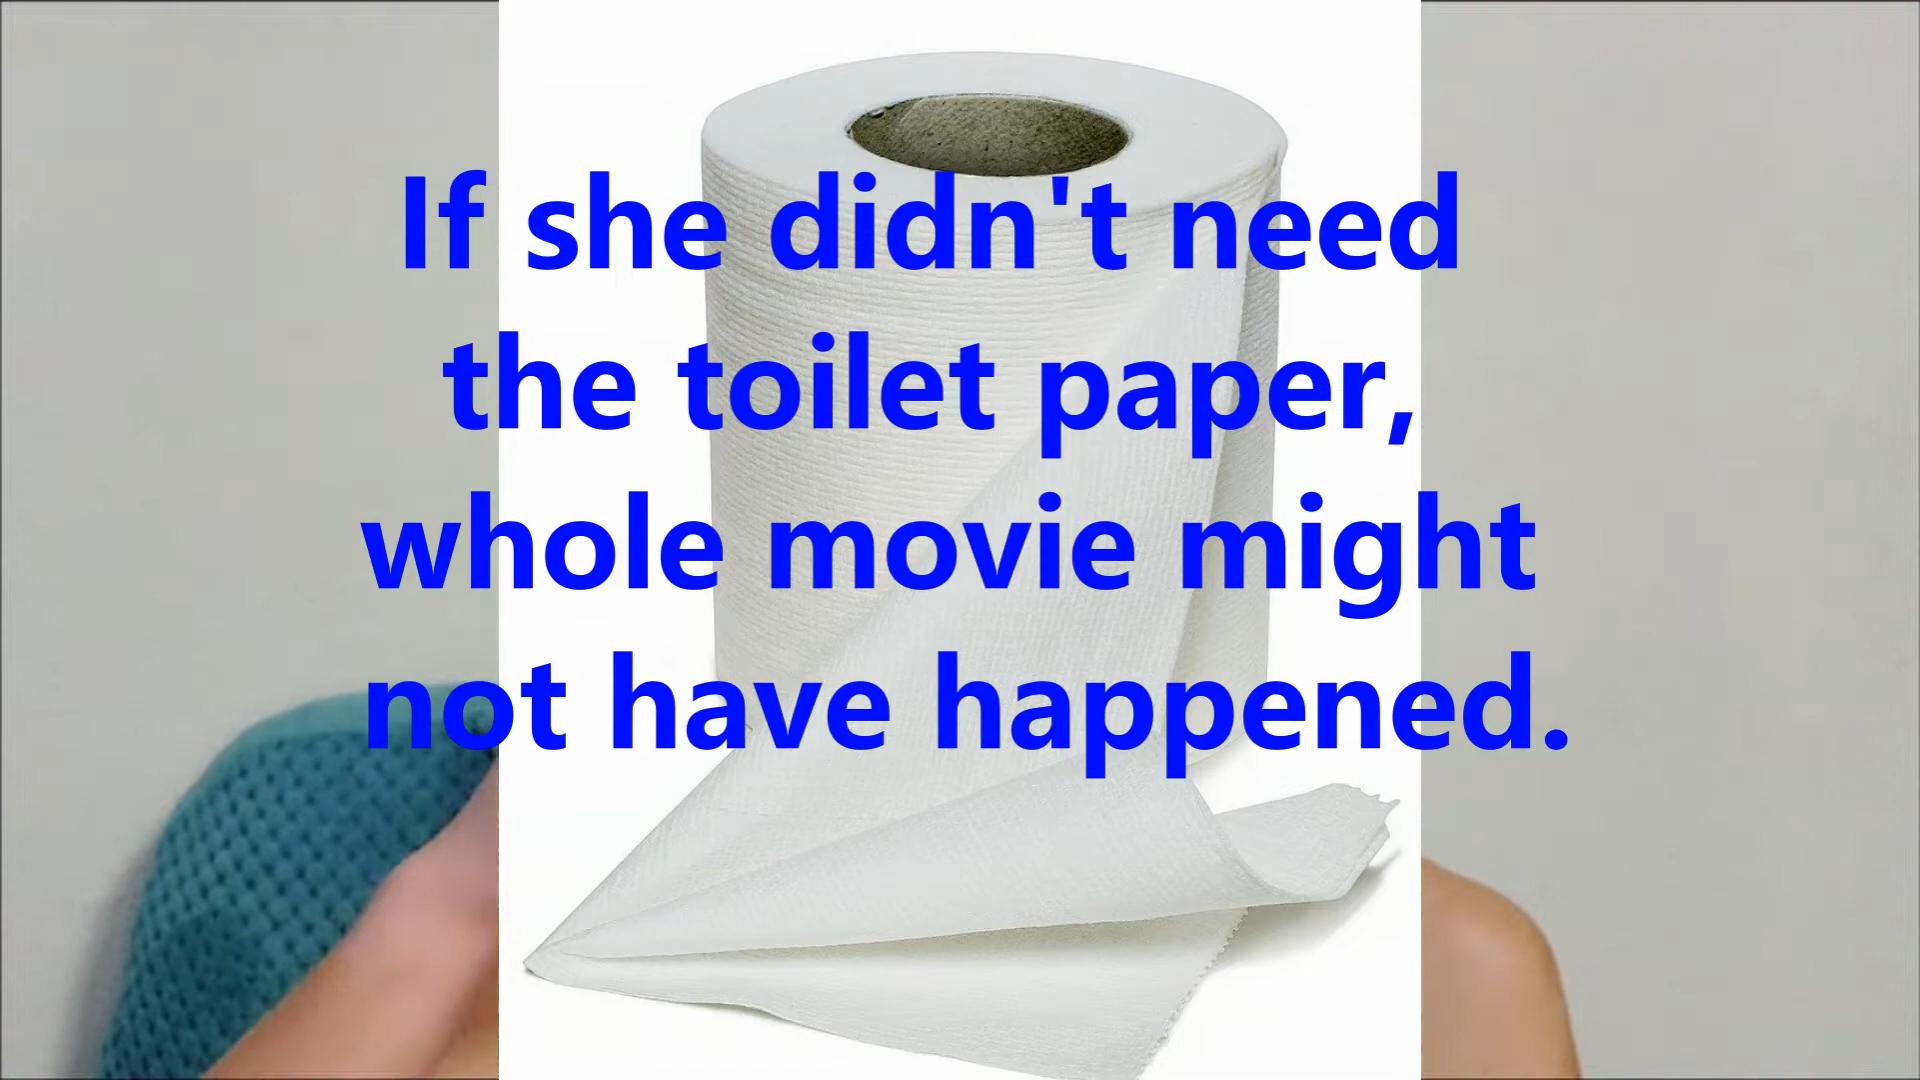 If she didn't need
the toilet paper,
whole movie might
not have happened.